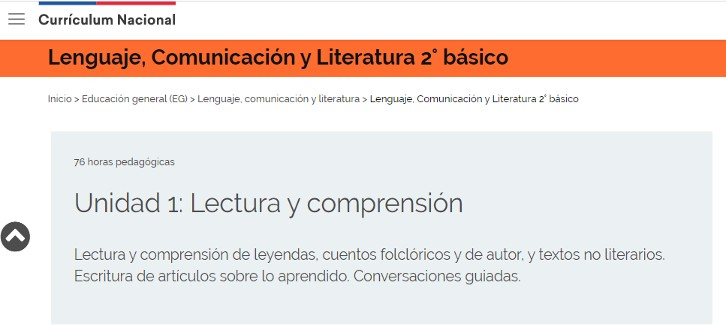 Currículum Nacional
Lenguaje, Comunicación y Literatura 2° básico
Inicio > Educación general (EG) > Lenguaje, comunicación y literatura > Lenguaje, Comunicación y Literatura 2° básico
76 horas pedagógicas
Unidad 1: Lectura y comprensión
Lectura y comprensión de leyendas, cuentos folclóricos y de autor, y textos no literarios.
Escritura de artículos sobre lo aprendido. Conversaciones guiadas.